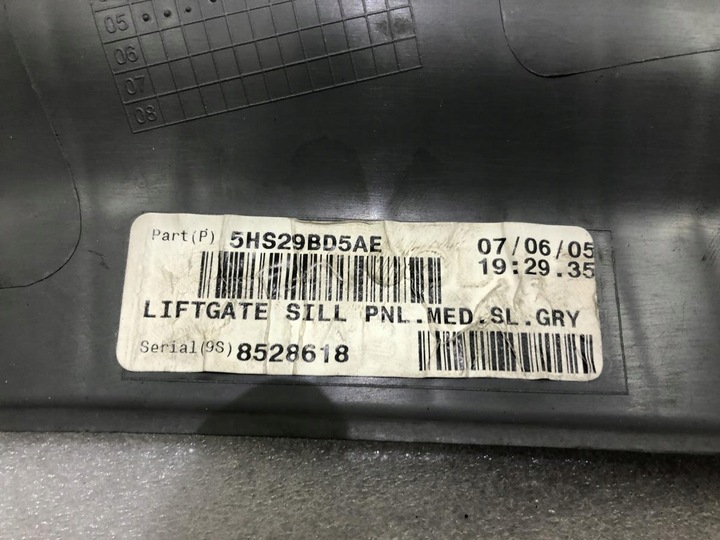 05
06
07
08
Part(P) 5HS29BD5AE 07/06/05
19:29.35
LIFTGATE SILL PNL.MED.SL.GRY
Serial(9S) 8528618